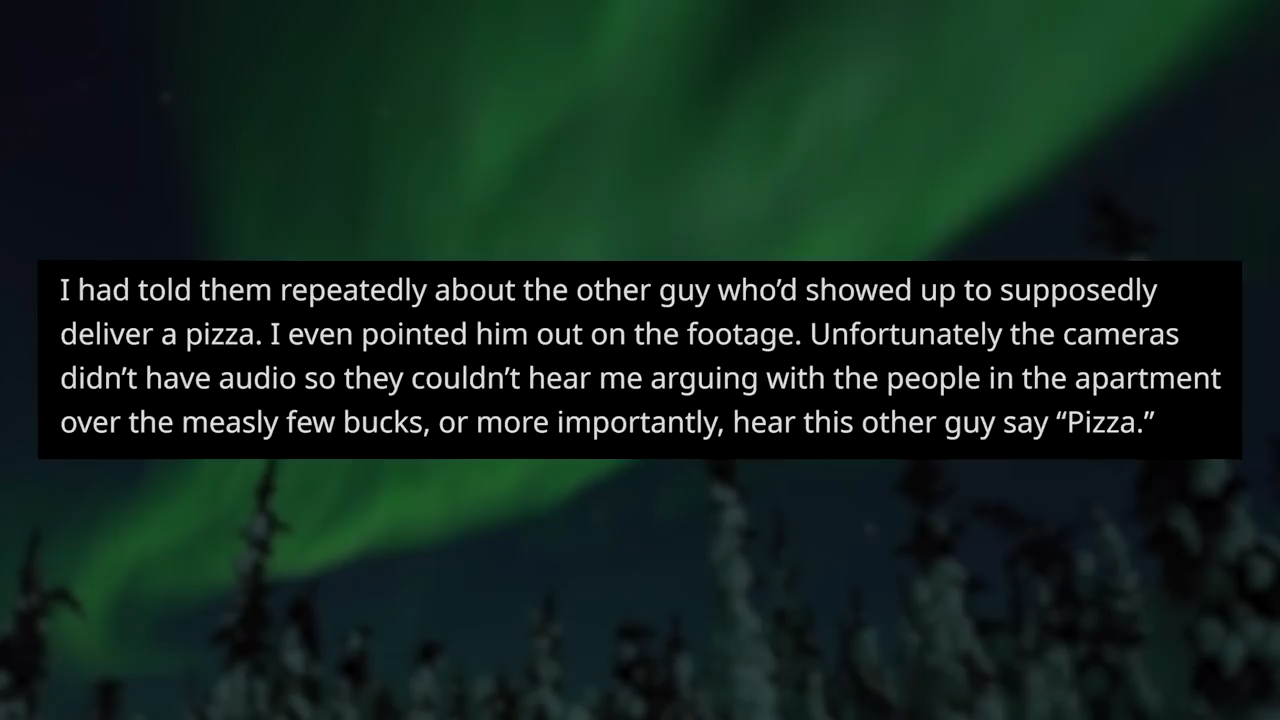 I had told them repeatedly about the other guy who’d showed up to supposedly
deliver a pizza. I even pointed him out on the footage. Unfortunately the cameras
didn’t have audio so they couldn’t hear me arguing with the people in the apartment
over the measly few bucks, or more importantly, hear this other guy say “Pizza.”